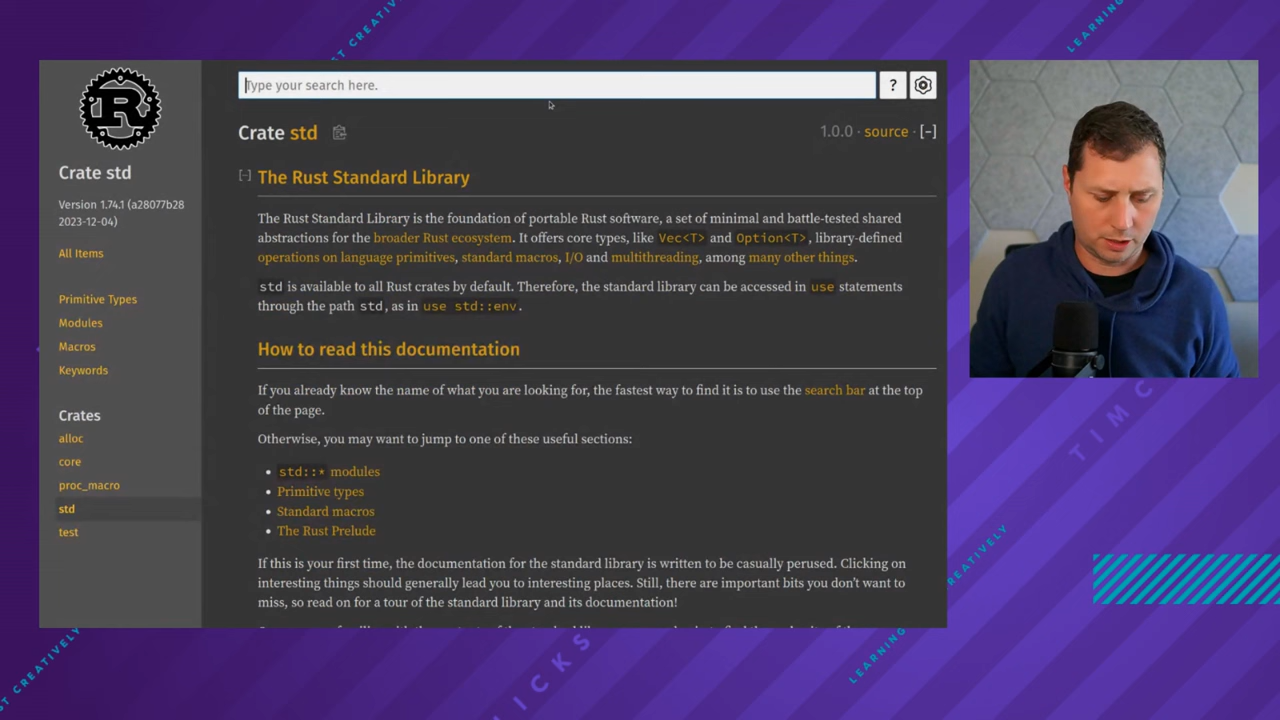 ST CREATIVEL
LEARNING
Type your search here.
?
R
Crate std
1.0.0 · source · [−]
Crate std
Version 1.74.1 (a28077b28
2023-12-04)
All Items
Primitive Types
Modules
Macros
Keywords
Crates
alloc
core
proc_macro
std
test
[−] The Rust Standard Library
The Rust Standard Library is the foundation of portable Rust software, a set of minimal and battle-tested shared
abstractions for the broader Rust ecosystem. It offers core types, like Vec<T> and Option<T>, library-defined
operations on language primitives, standard macros, I/O and multithreading, among many other things.
std is available to all Rust crates by default. Therefore, the standard library can be accessed in use statements
through the path std, as in use std::env.
How to read this documentation
If you already know the name of what you are looking for, the fastest way to find it is to use the search bar at the top
of the page.
Otherwise, you may want to jump to one of these useful sections:
• std::* modules
• Primitive types
• Standard macros
• The Rust Prelude
If this is your first time, the documentation for the standard library is written to be casually perused. Clicking on
interesting things should generally lead you to interesting places. Still, there are important bits you don't want to
miss, so read on for a tour of the standard library and its documentation!
TIM C
REATIVELY
ST CREATIVELY
ICKS
LEARNING